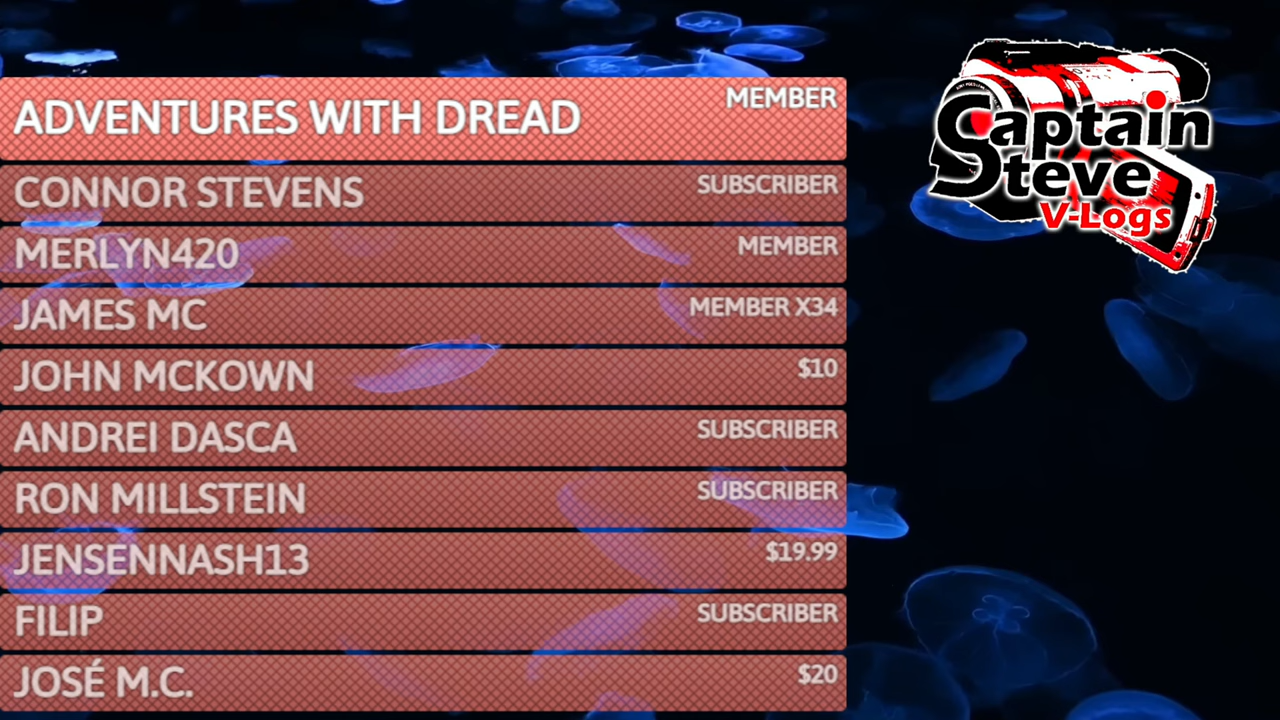 ADVENTURES WITH DREAD MEMBER
CONNOR STEVENS SUBSCRIBER
MERLYN420 MEMBER
JAMES MC MEMBER X34
JOHN MCKOWN $10
ANDREI DASCA SUBSCRIBER
RON MILLSTEIN SUBSCRIBER
JENSENNASH13 $19.99
FILIP SUBSCRIBER
JOSÉ M.C. $20
Captain
Steve
V-Logs